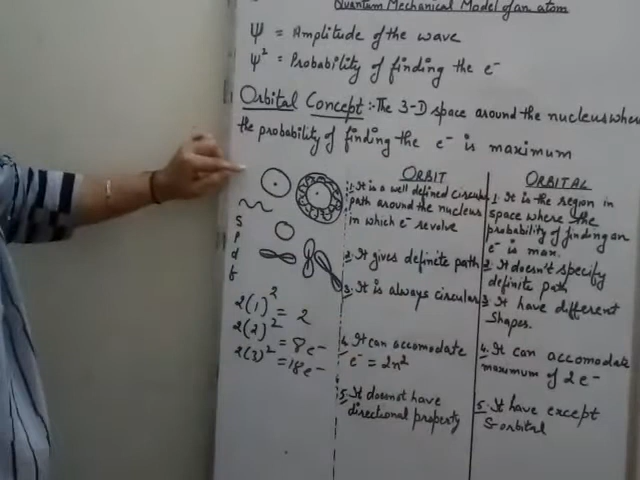 Quantum Mechanical Model of an atom
Ψ = Amplitude of the wave
Ψ² = Probability of finding the e⁻
Orbital Concept :- The 3-D space around the nucleus where
the probability of finding the e⁻ is maximum
S
P
d
f
2(1)² = 2
2(2)² = 8e⁻
2(3)² = 18e⁻
ORBIT
1. It is a well defined circular
path around the nucleus
in which e⁻ revolve
2. It gives definite path
3. It is always circular
4. It can accomodate
e⁻ = 2n²
5. It doesnot have
directional property
ORBITAL
1. It is the region in
space where the
probability of finding an
e⁻ is max.
2. It doesn't specify
definite path
3. It have different
Shapes.
4. It can accomodate
maximum of 2e⁻
5. It have except
S-orbital